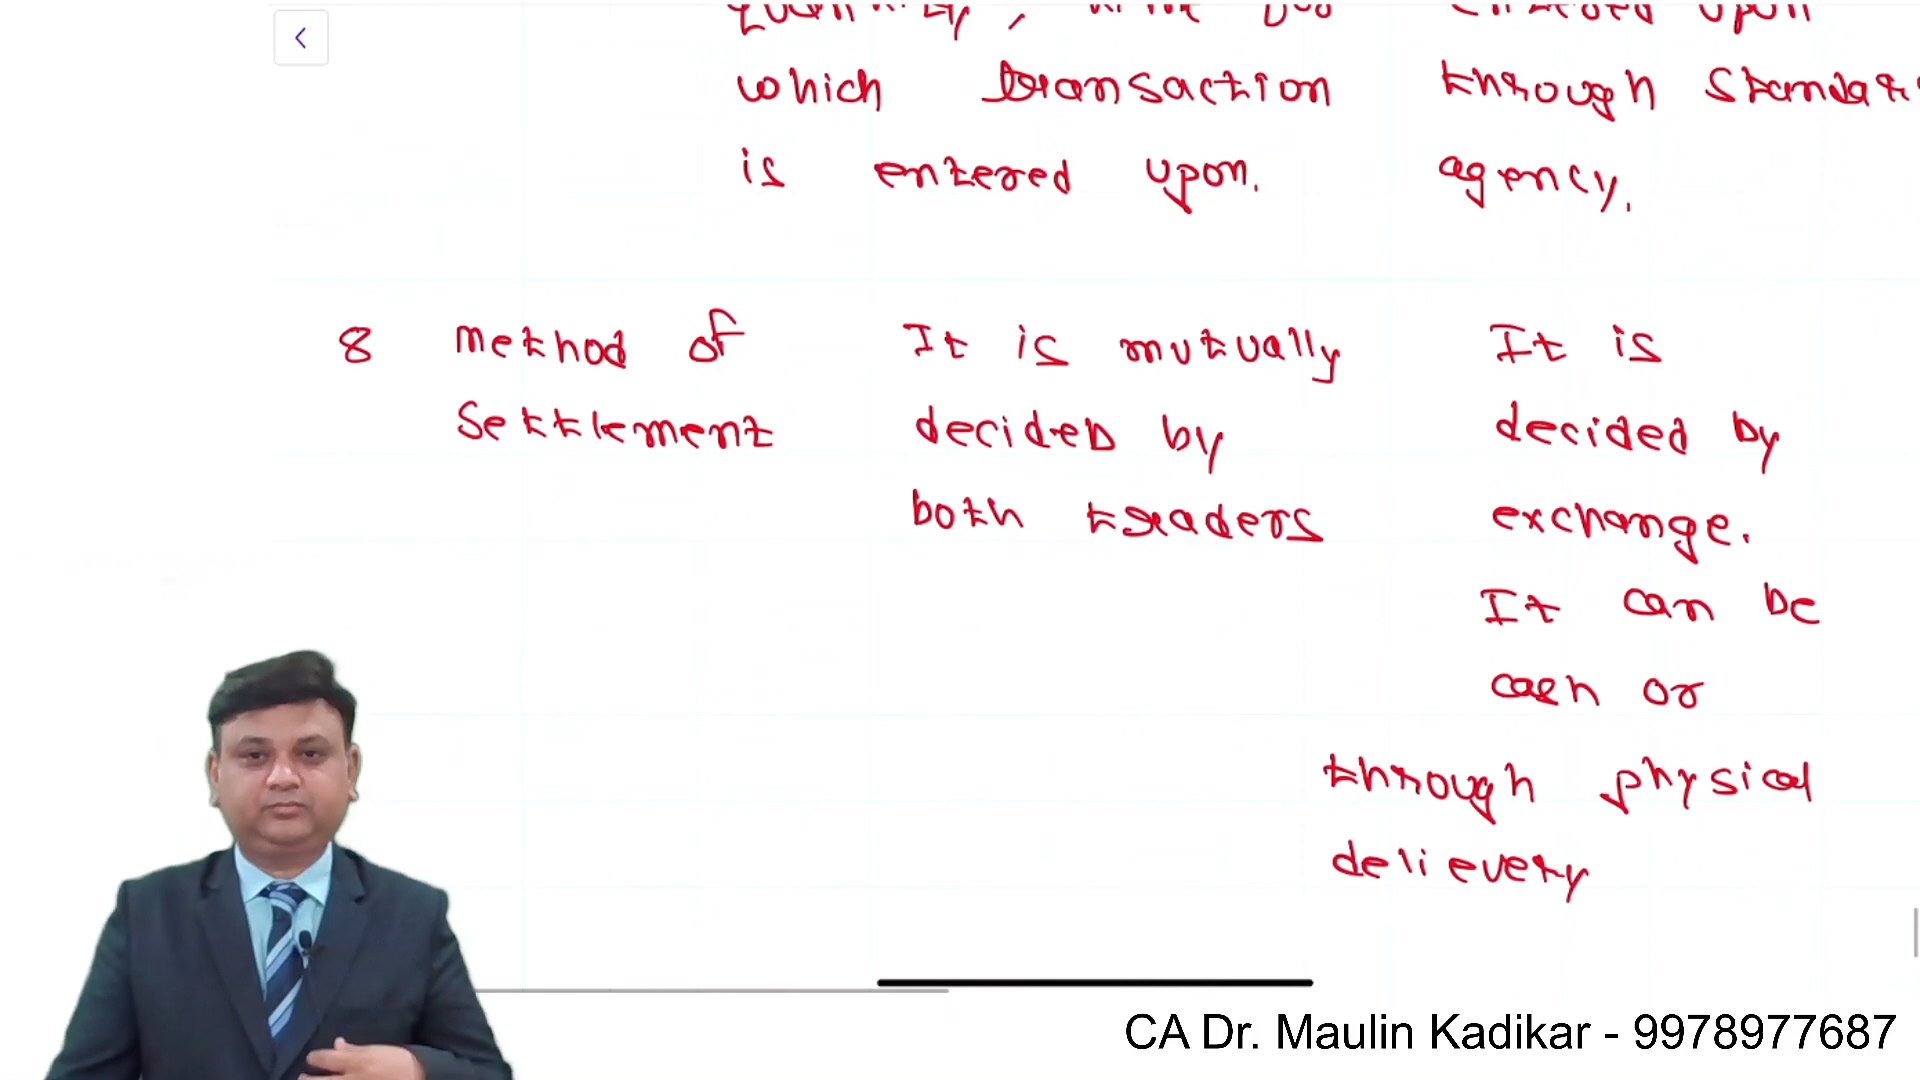 which transaction through
is entered upon. agency.
8 method of It is mutually It is
Settlement decided by decided by
both traders exchange.
It can be
cash or
through physical
delievery
CA Dr. Maulin Kadikar - 9978977687